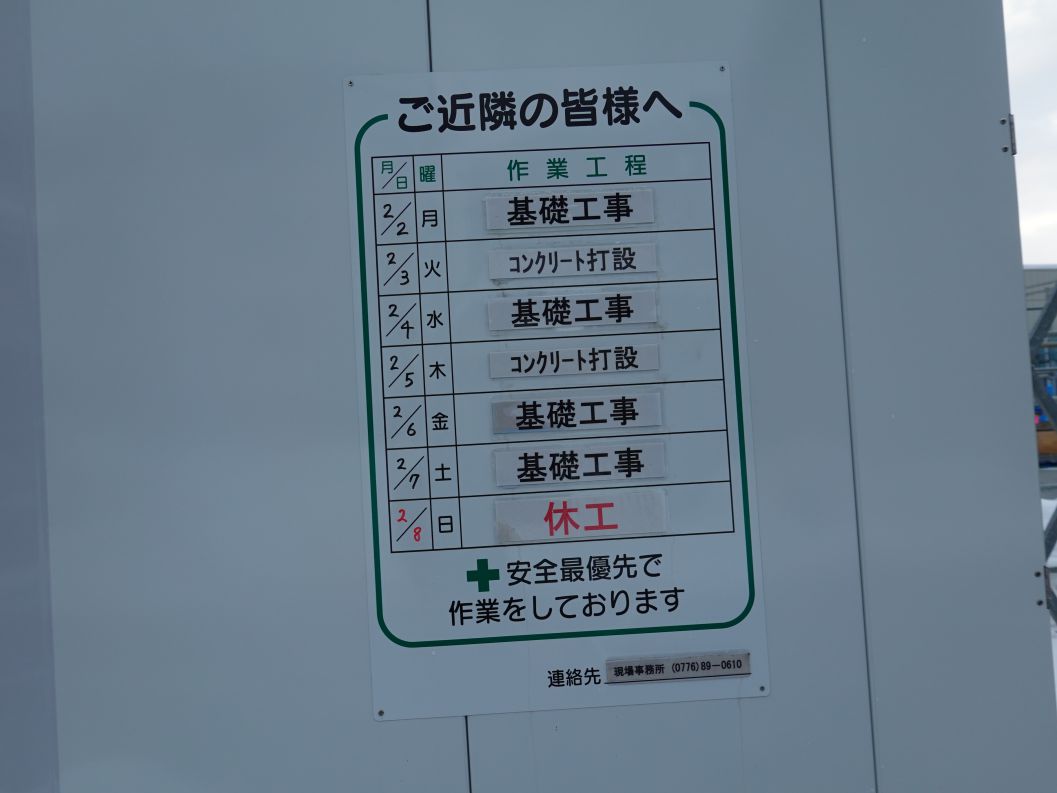 ご近隣の皆様へ
月/日 曜 作業工程
2/2 月 基礎工事
2/3 火 コンクリート打設
2/4 水 基礎工事
2/5 木 コンクリート打設
2/6 金 基礎工事
2/7 土 基礎工事
2/8 日 休工
安全最優先で
作業をしております
連絡先 現場事務所 (0776)89-0610